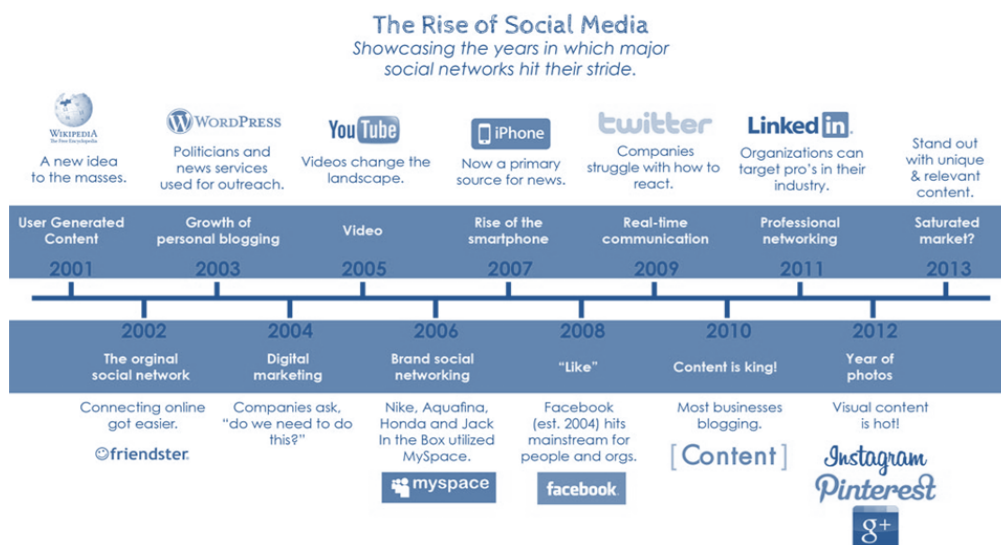 The Rise of Social Media
Showcasing the years in which major
social networks hit their stride.
WIKIPEDIA
The Free Encyclopedia
A new idea
to the masses.
WORDPRESS
Politicians and
news services
used for outreach.
YouTube
Videos change the
landscape.
iPhone
Now a primary
source for news.
twitter
Companies
struggle with how to
react.
Linked in
Organizations can
target pro's in their
industry.
Stand out
with unique
& relevant
content.
User Generated
Content
2001
Growth of
personal blogging
2003
Video
2005
Rise of the
smartphone
2007
Real-time
communication
2009
Professional
networking
2011
Saturated
market?
2013
2002
The orginal
social network
Connecting online
got easier.
friendster
2004
Digital
marketing
Companies ask,
"do we need to do
this?"
2006
Brand social
networking
Nike, Aquafina,
Honda and Jack
In the Box utilized
MySpace.
myspace
2008
"Like"
Facebook
(est. 2004) hits
mainstream for
people and orgs.
facebook
2010
Content is king!
Most businesses
blogging.
[Content]
2012
Year of
photos
Visual content
is hot!
Instagram
Pinterest
g+